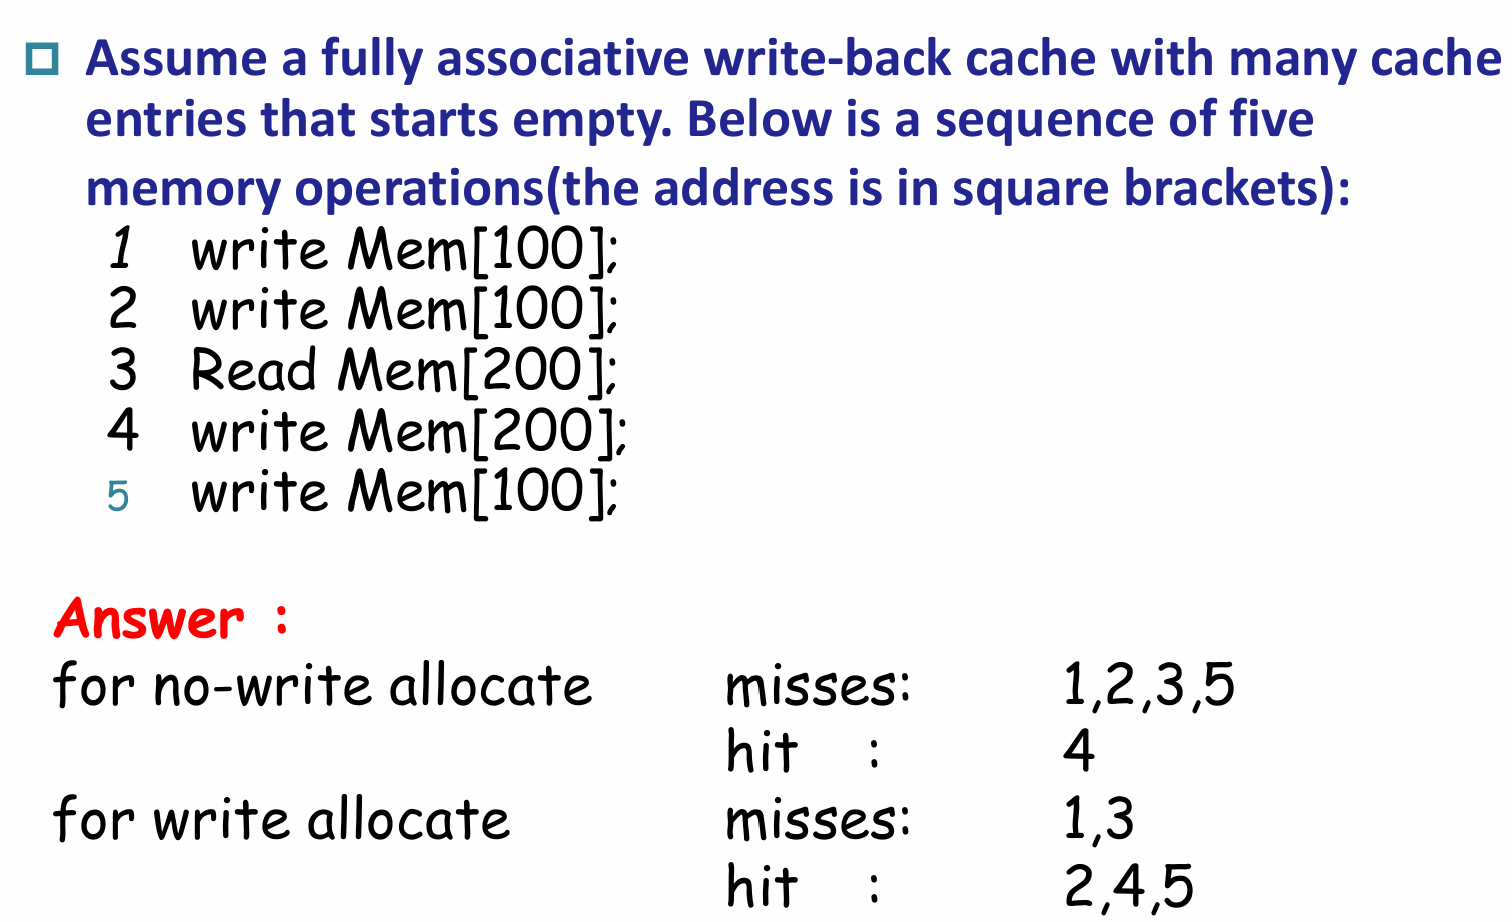 Assume a fully associative write-back cache with many cache
entries that starts empty. Below is a sequence of five
memory operations(the address is in square brackets):
1 write Mem[100];
2 write Mem[100];
3 Read Mem[200];
4 write Mem[200];
5 write Mem[100];
Answer :
for no-write allocate misses: 1,2,3,5
hit : 4
for write allocate misses: 1,3
hit : 2,4,5